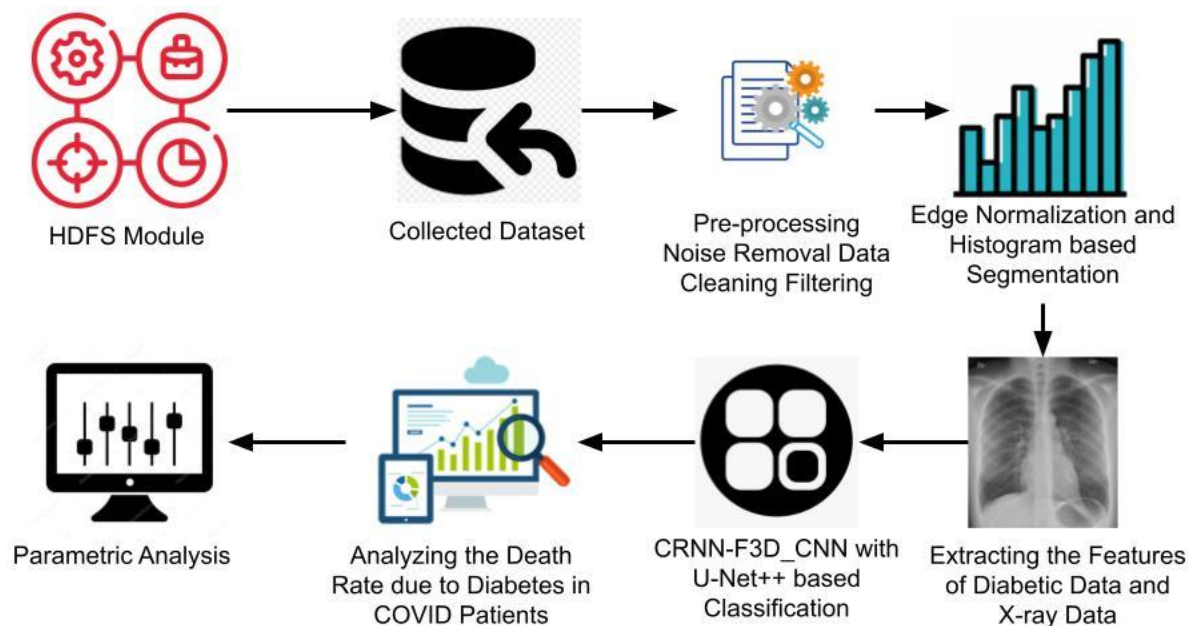 HDFS Module
Collected Dataset
Pre-processing
Noise Removal Data
Cleaning Filtering
Edge Normalization and
Histogram based
Segmentation
Extracting the Features
of Diabetic Data and
X-ray Data
CRNN-F3D_CNN with
U-Net++ based
Classification
Analyzing the Death
Rate due to Diabetes in
COVID Patients
Parametric Analysis